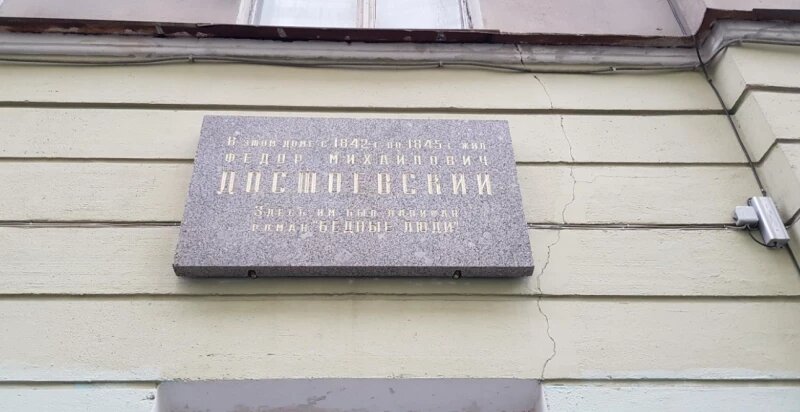 В этом доме с 1842 г. по 1845 г. жил
ФЕДОР МИХАЙЛОВИЧ
ДОСТОЕВСКИЙ
Здесь им был написан
роман "БЕДНЫЕ ЛЮДИ"